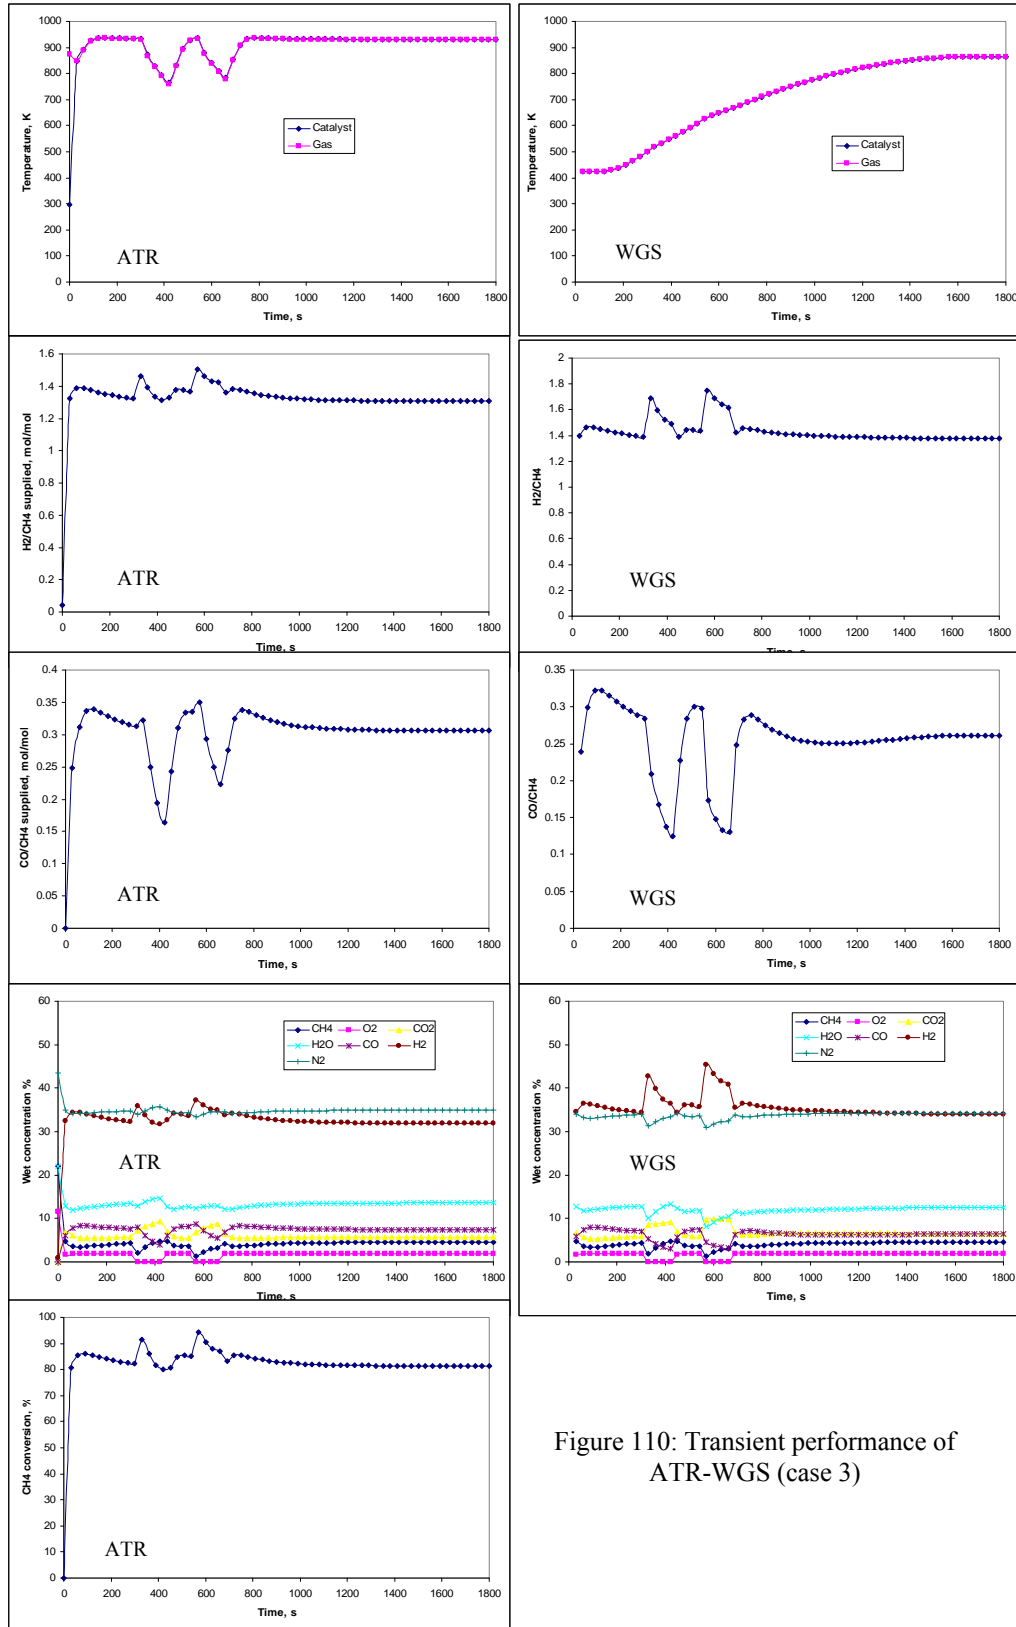 1000
900
800
700
600
500
400
300
200
100
0
Temperature, K
Catalyst
Gas
ATR
0 200 400 600 800 1000 1200 1400 1600 1800
Time, s
1000
900
800
700
600
500
400
300
200
100
0
Temperature, K
Catalyst
Gas
WGS
0 200 400 600 800 1000 1200 1400 1600 1800
Time, s
1.6
1.4
1.2
1
0.8
0.6
0.4
0.2
0
H2/CH4 supplied, mol/mol
ATR
0 200 400 600 800 1000 1200 1400 1600 1800
Time, s
2
1.8
1.6
1.4
1.2
1
0.8
0.6
0.4
0.2
0
H2/CH4
WGS
0 200 400 600 800 1000 1200 1400 1600 1800
Time, s
0.4
0.35
0.3
0.25
0.2
0.15
0.1
0.05
0
CO/CH4 supplied, mol/mol
ATR
0 200 400 600 800 1000 1200 1400 1600 1800
Time, s
0.35
0.3
0.25
0.2
0.15
0.1
0.05
0
CO/CH4
WGS
0 200 400 600 800 1000 1200 1400 1600 1800
Time, s
60
50
40
30
20
10
0
Wet concentration %
CH4 O2 CO2
H2O CO H2
N2
ATR
0 200 400 600 800 1000 1200 1400 1600 1800
Time, s
60
50
40
30
20
10
0
Wet concentration %
CH4 O2 CO2
H2O CO H2
N2
WGS
0 200 400 600 800 1000 1200 1400 1600 1800
Time, s
100
90
80
70
60
50
40
30
20
10
0
CH4 conversion, %
ATR
0 200 400 600 800 1000 1200 1400 1600 1800
Time, s
Figure 110: Transient performance of
ATR-WGS (case 3)